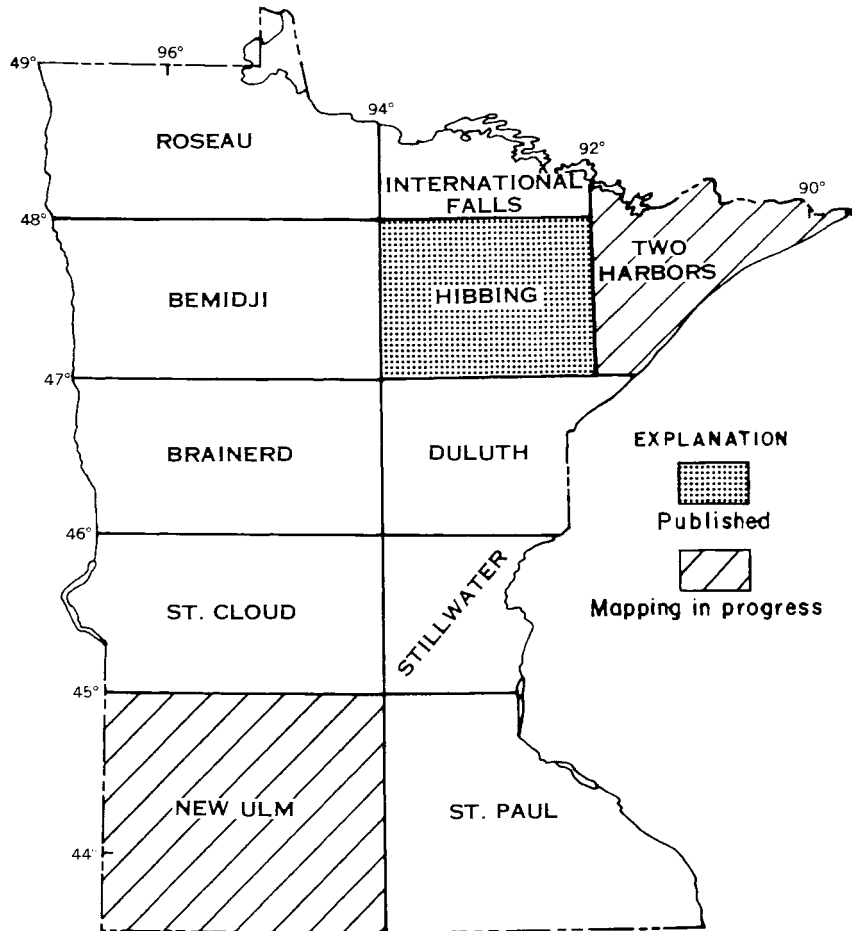 96°
49°
94°
ROSEAU
92°
INTERNATIONAL
FALLS
90°
48°
TWO
HARBORS
BEMIDJI
HIBBING
47°
EXPLANATION
BRAINERD
DULUTH
Published
46°
STILLWATER
Mapping in progress
ST. CLOUD
45°
NEW ULM
ST. PAUL
44°